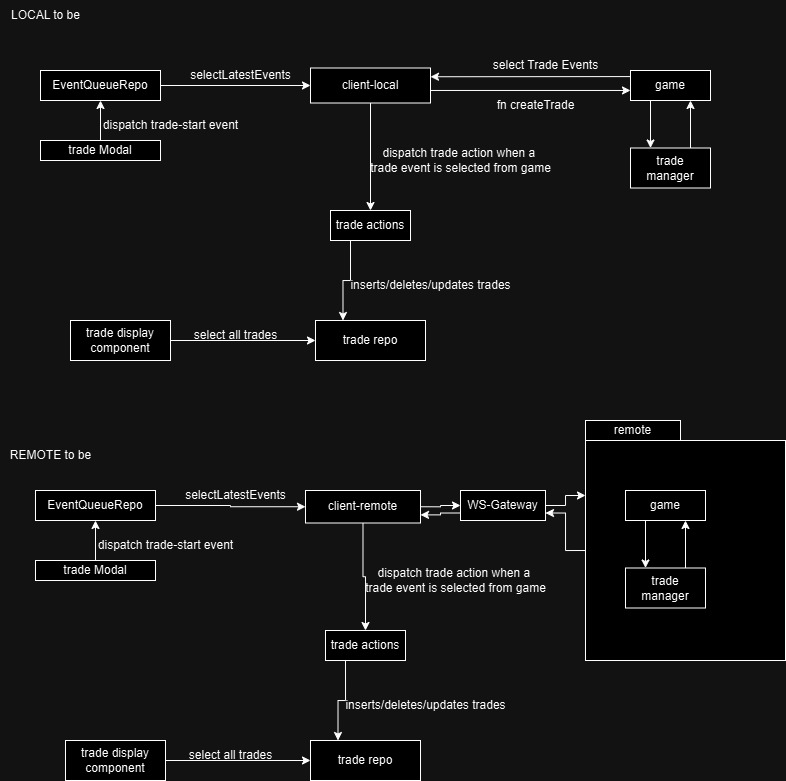 LOCAL to be
select Trade Events
EventQueueRepo
selectLatestEvents
client-local
game
fn createTrade
dispatch trade-start event
trade Modal
dispatch trade action when a
trade event is selected from game
trade
manager
trade actions
inserts/deletes/updates trades
trade display
component
select all trades
trade repo
remote
REMOTE to be
EventQueueRepo
selectLatestEvents
client-remote
WS-Gateway
game
dispatch trade-start event
trade Modal
dispatch trade action when a
trade event is selected from game
trade
manager
trade actions
inserts/deletes/updates trades
trade display
component
select all trades
trade repo